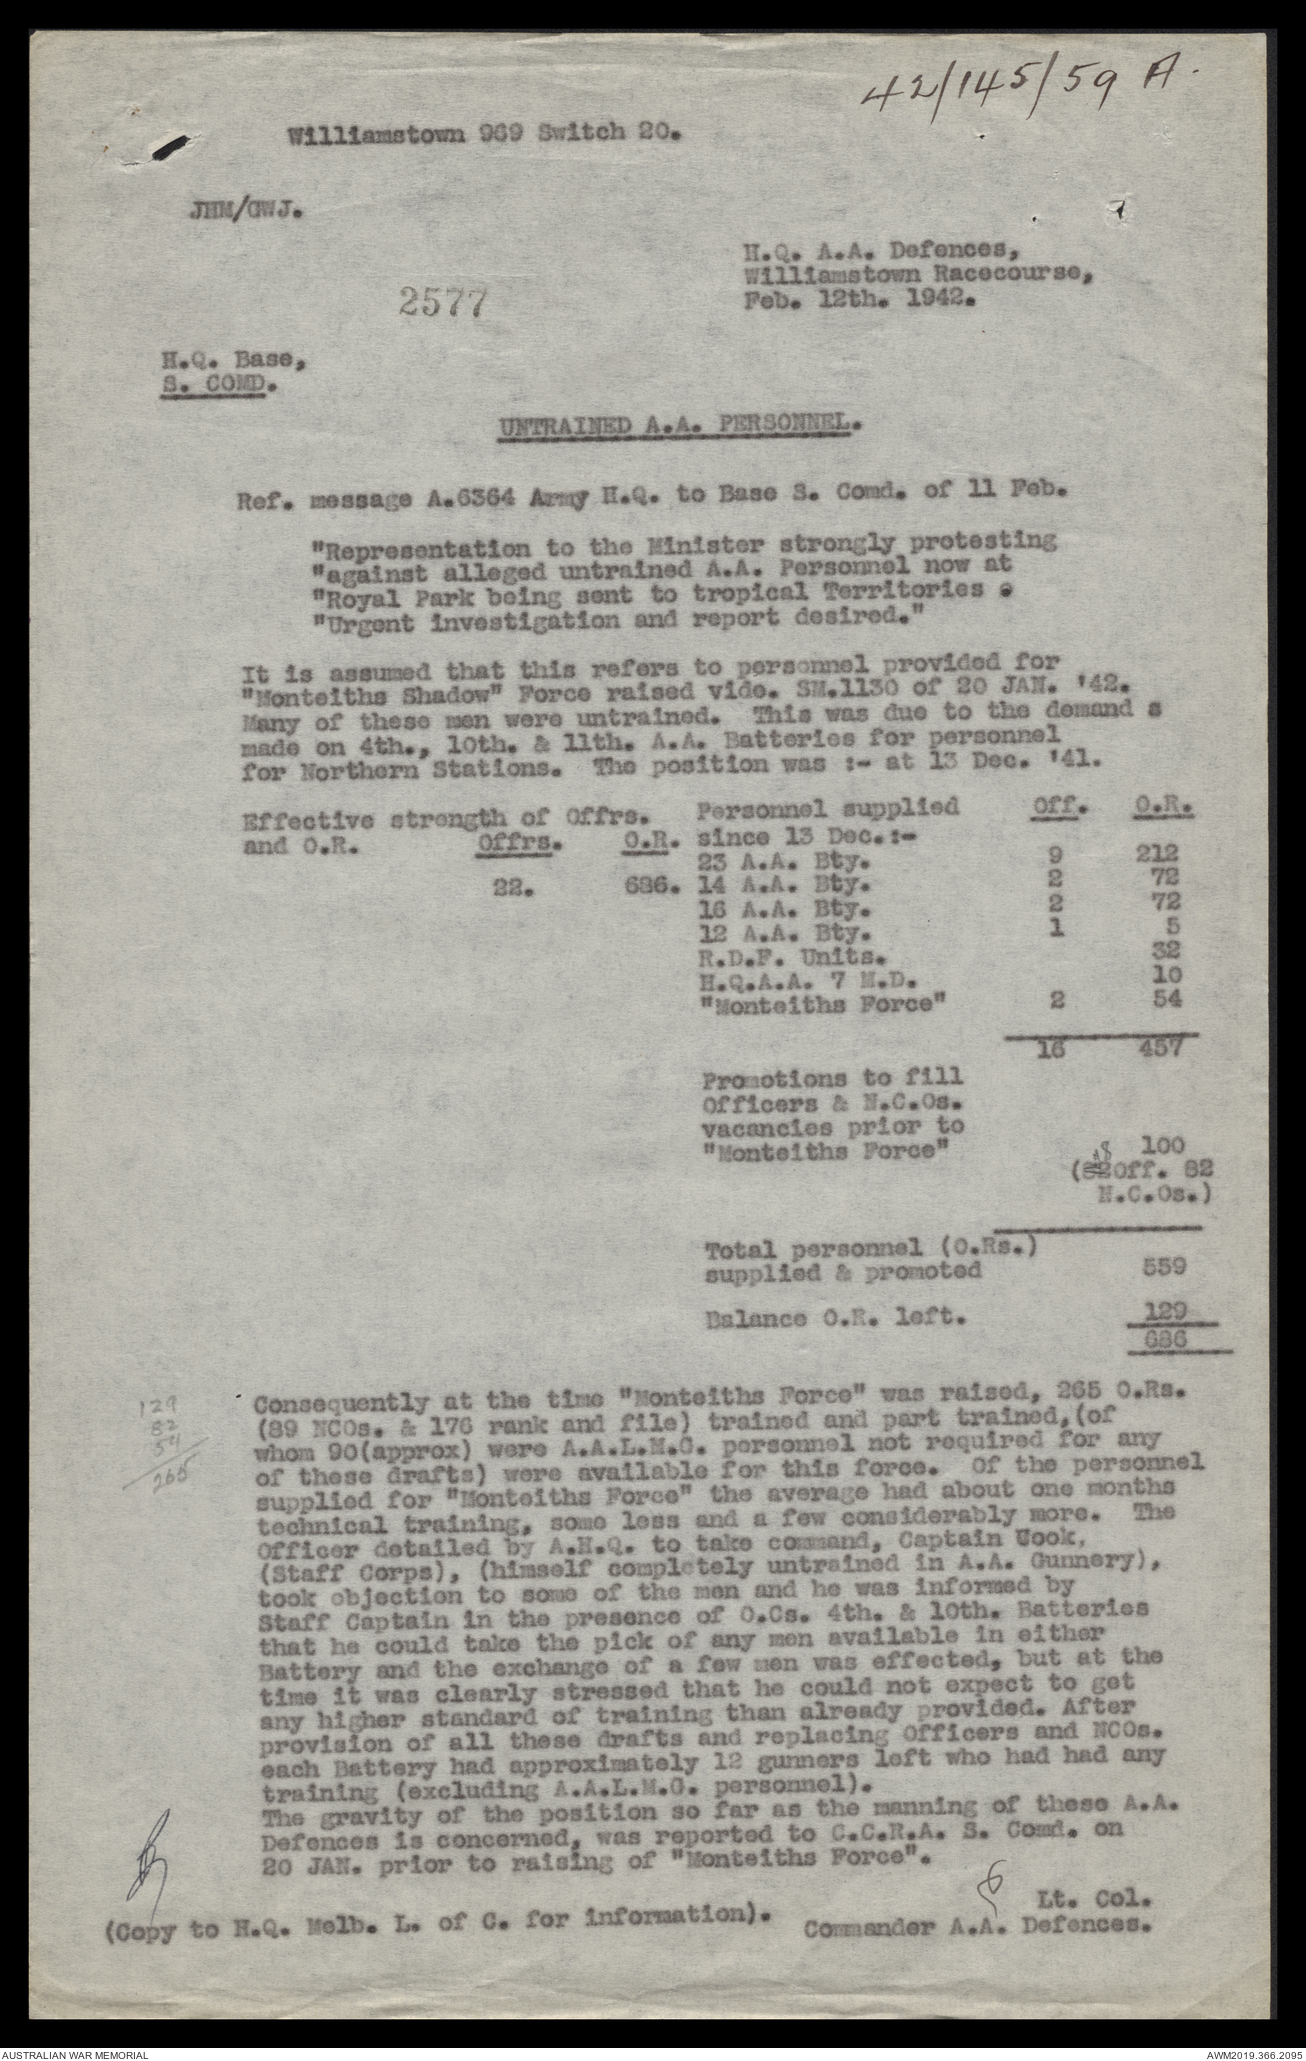 42/145/59 A.
Williamstown 969 Switch 20.
JHM/GWJ.
H.Q. A.A. Defences,
Williamstown Racecourse,
Feb. 12th. 1942.
2577
H.Q. Base,
S. COMD.
UNTRAINED A.A. PERSONNEL.
Ref. message A.6364 Army H.Q. to Base S. Comd. of 11 Feb.
"Representation to the Minister strongly protesting
"against alleged untrained A.A. Personnel now at
"Royal Park being sent to tropical Territories .
"Urgent investigation and report desired."
It is assumed that this refers to personnel provided for
"Monteiths Shadow" Force raised vide. SM.1130 of 20 JAN. '42.
Many of these men were untrained. This was due to the demand s
made on 4th., 10th. & 11th. A.A. Batteries for personnel
for Northern Stations. The position was :- at 13 Dec. '41.
Effective strength of Offrs. Personnel supplied Off. O.R.
and O.R. Offrs. O.R. since 13 Dec.:-
23 A.A. Bty. 9 212
22. 686. 14 A.A. Bty. 2 72
16 A.A. Bty. 2 72
12 A.A. Bty. 1 5
R.D.F. Units. 32
H.Q.A.A. 7 M.D. 10
"Monteiths Force" 2 54
16 457
Promotions to fill
Officers & N.C.Os.
vacancies prior to
"Monteiths Force" 100
( 18 Off. 82
N.C.Os.)
Total personnel (O.Rs.)
supplied & promoted 559
Balance O.R. left. 129
686
129
82
54
265
Consequently at the time "Monteiths Force" was raised, 265 O.Rs.
(89 NCOs. & 176 rank and file) trained and part trained,(of
whom 90(approx) were A.A.L.M.G. personnel not required for any
of these drafts) were available for this force. Of the personnel
supplied for "Monteiths Force" the average had about one months
technical training, some less and a few considerably more. The
Officer detailed by A.H.Q. to take command, Captain Wook,
(Staff Corps), (himself completely untrained in A.A. Gunnery),
took objection to some of the men and he was informed by
Staff Captain in the presence of O.Cs. 4th. & 10th. Batteries
that he could take the pick of any men available in either
Battery and the exchange of a few men was effected, but at the
time it was clearly stressed that he could not expect to get
any higher standard of training than already provided. After
provision of all these drafts and replacing Officers and NCOs.
each Battery had approximately 12 gunners left who had had any
training (excluding A.A.L.M.G. personnel).
The gravity of the position so far as the manning of these A.A.
Defences is concerned, was reported to C.C.R.A. S. Comd. on
20 JAN. prior to raising of "Monteiths Force".
Lt. Col.
(Copy to H.Q. Melb. L. of C. for information). Commander A.A. Defences.
AUSTRALIAN WAR MEMORIAL
AWM2019.366.2095